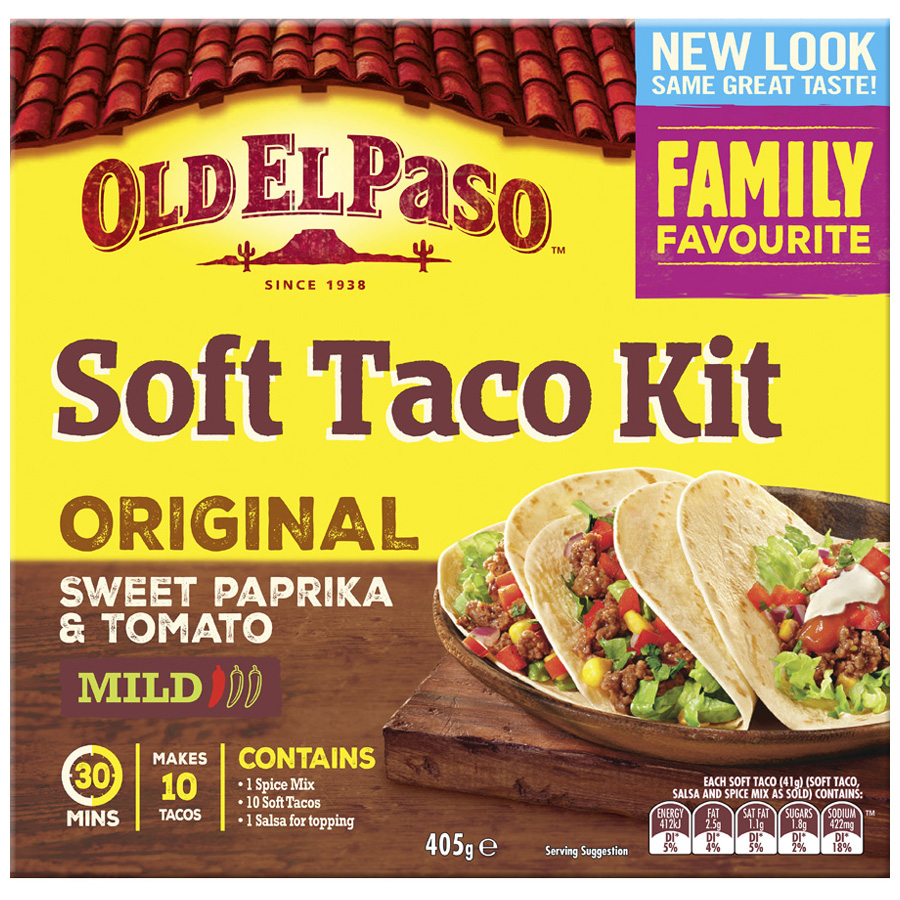 NEW LOOK
SAME GREAT TASTE!
FAMILY
FAVOURITE
OLD EL PASO™
SINCE 1938
Soft Taco Kit
ORIGINAL
SWEET PAPRIKA
& TOMATO
MILD
30
MINS
MAKES
10
TACOS
CONTAINS
• 1 Spice Mix
• 10 Soft Tacos
• 1 Salsa for topping
405g ℮
Serving Suggestion
EACH SOFT TACO (41g) (SOFT TACO,
SALSA AND SPICE MIX AS SOLD) CONTAINS:
ENERGY
412kJ
DI*
5%
FAT
2.5g
DI*
4%
SAT FAT
1.1g
DI*
5%
SUGARS
1.8g
DI*
2%
SODIUM
422mg
DI*
18%
™